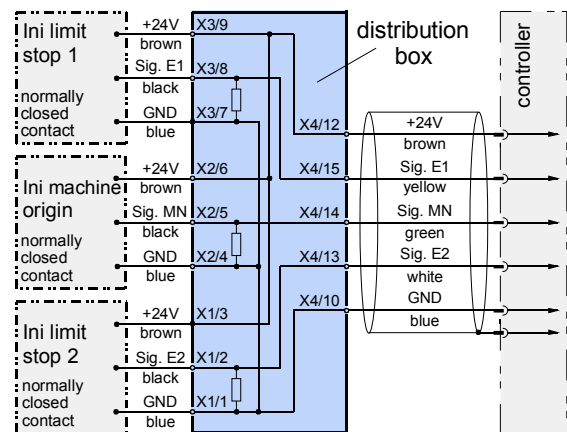 Ini limit
stop 1
normally
closed
contact
+24V
brown
Sig. E1
black
GND
blue
X3/9
X3/8
X3/7
Ini machine
origin
normally
closed
contact
+24V
brown
Sig. MN
black
GND
blue
X2/6
X2/5
X2/4
Ini limit
stop 2
normally
closed
contact
+24V
brown
Sig. E2
black
GND
blue
X1/3
X1/2
X1/1
distribution
box
X4/12
X4/15
X4/14
X4/13
X4/10
+24V
brown
Sig. E1
yellow
Sig. MN
green
Sig. E2
white
GND
blue
controller